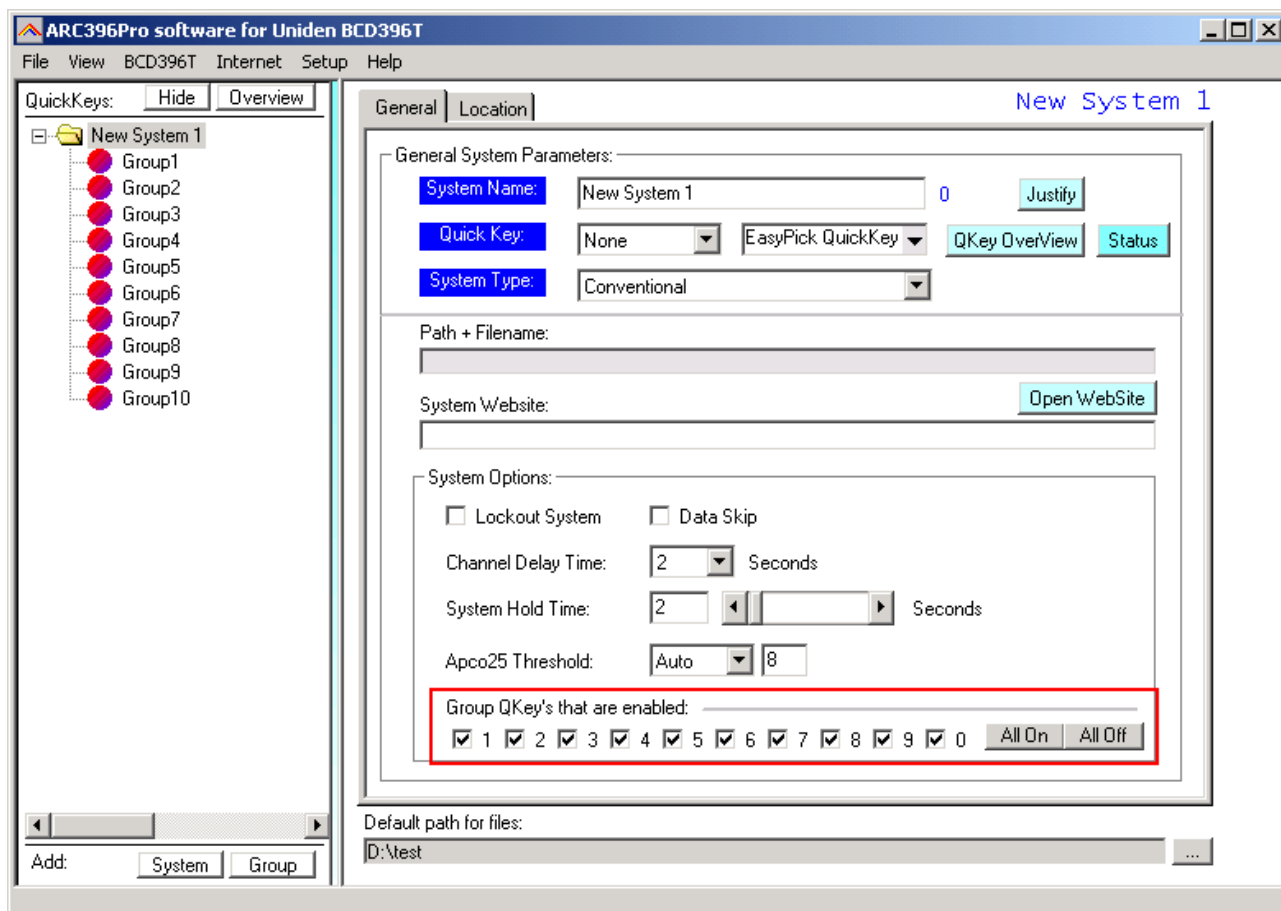 ARC396Pro software for Uniden BCD396T
File View BCD396T Internet Setup Help
QuickKeys: Hide Overview
New System 1
Group1
Group2
Group3
Group4
Group5
Group6
Group7
Group8
Group9
Group10
Add: System Group
General Location
New System 1
General System Parameters:
System Name: New System 1 0 Justify
Quick Key: None EasyPick QuickKey QKey OverView Status
System Type: Conventional
Path + Filename:
System Website: Open WebSite
System Options:
Lockout System Data Skip
Channel Delay Time: 2 Seconds
System Hold Time: 2 Seconds
Apco25 Threshold: Auto 8
Group QKey's that are enabled:
1 2 3 4 5 6 7 8 9 0 All On All Off
Default path for files:
D:\test ...